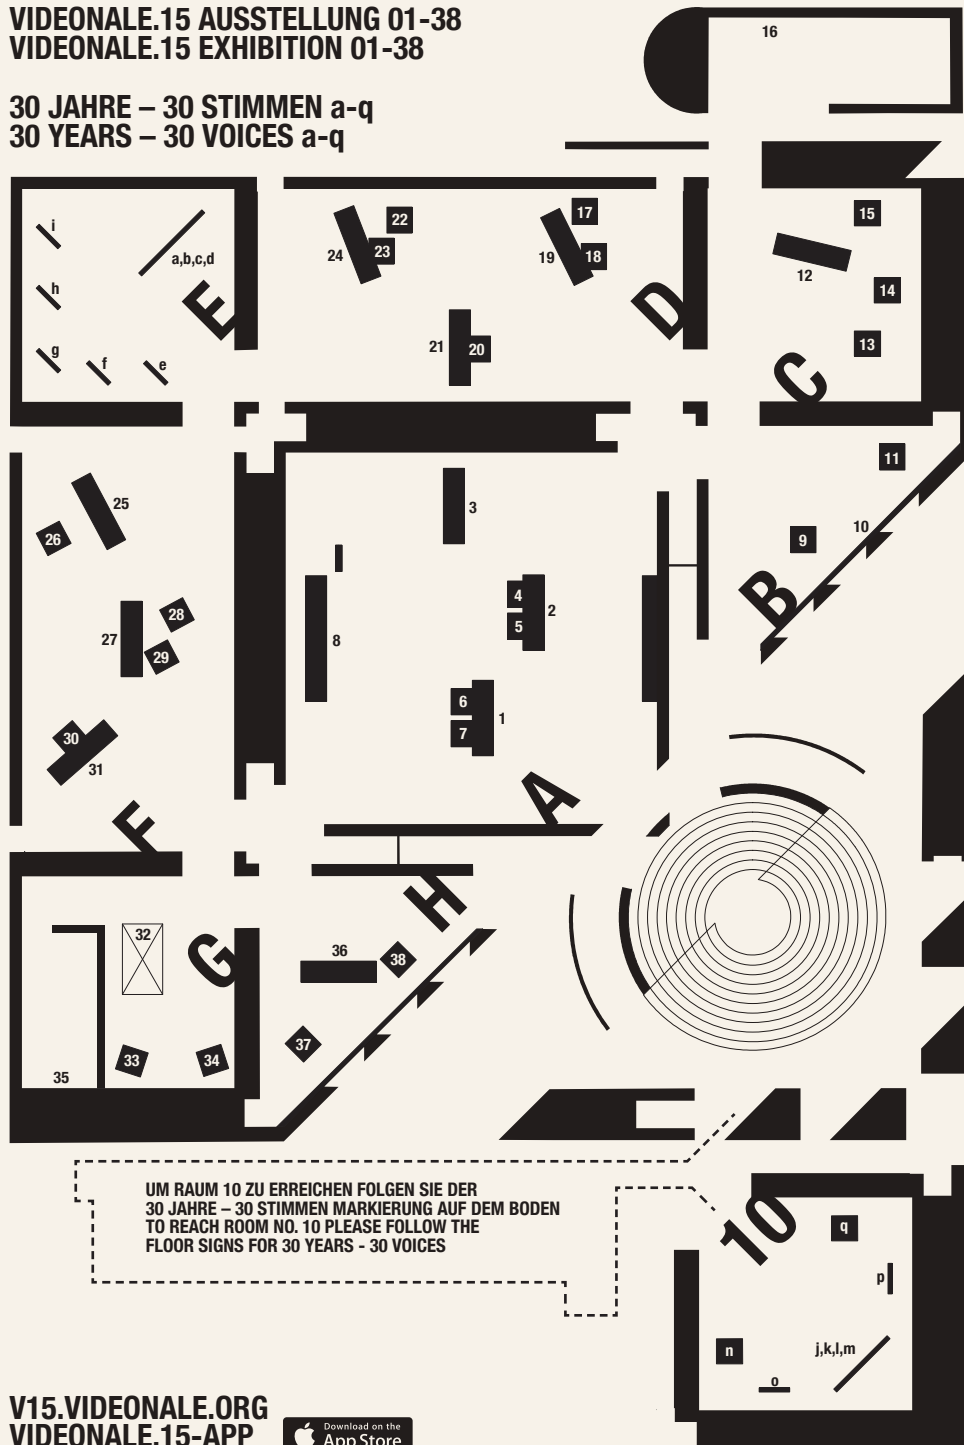 VIDEONALE.15 AUSSTELLUNG 01-38
VIDEONALE.15 EXHIBITION 01-38
30 JAHRE – 30 STIMMEN a-q
30 YEARS – 30 VOICES a-q
16
i
a,b,c,d
h
g
f
e
E
22
23
24
17
18
19
21
20
D
15
12
14
13
C
25
26
27
28
29
30
31
F
3
4
5
2
8
6
7
1
A
11
10
9
B
32
33
34
35
G
36
38
37
H
UM RAUM 10 ZU ERREICHEN FOLGEN SIE DER
30 JAHRE – 30 STIMMEN MARKIERUNG AUF DEM BODEN
TO REACH ROOM NO. 10 PLEASE FOLLOW THE
FLOOR SIGNS FOR 30 YEARS - 30 VOICES
10
q
p
n
o
j,k,l,m
V15.VIDEONALE.ORG
VIDEONALE.15-APP
Download on the
App Store